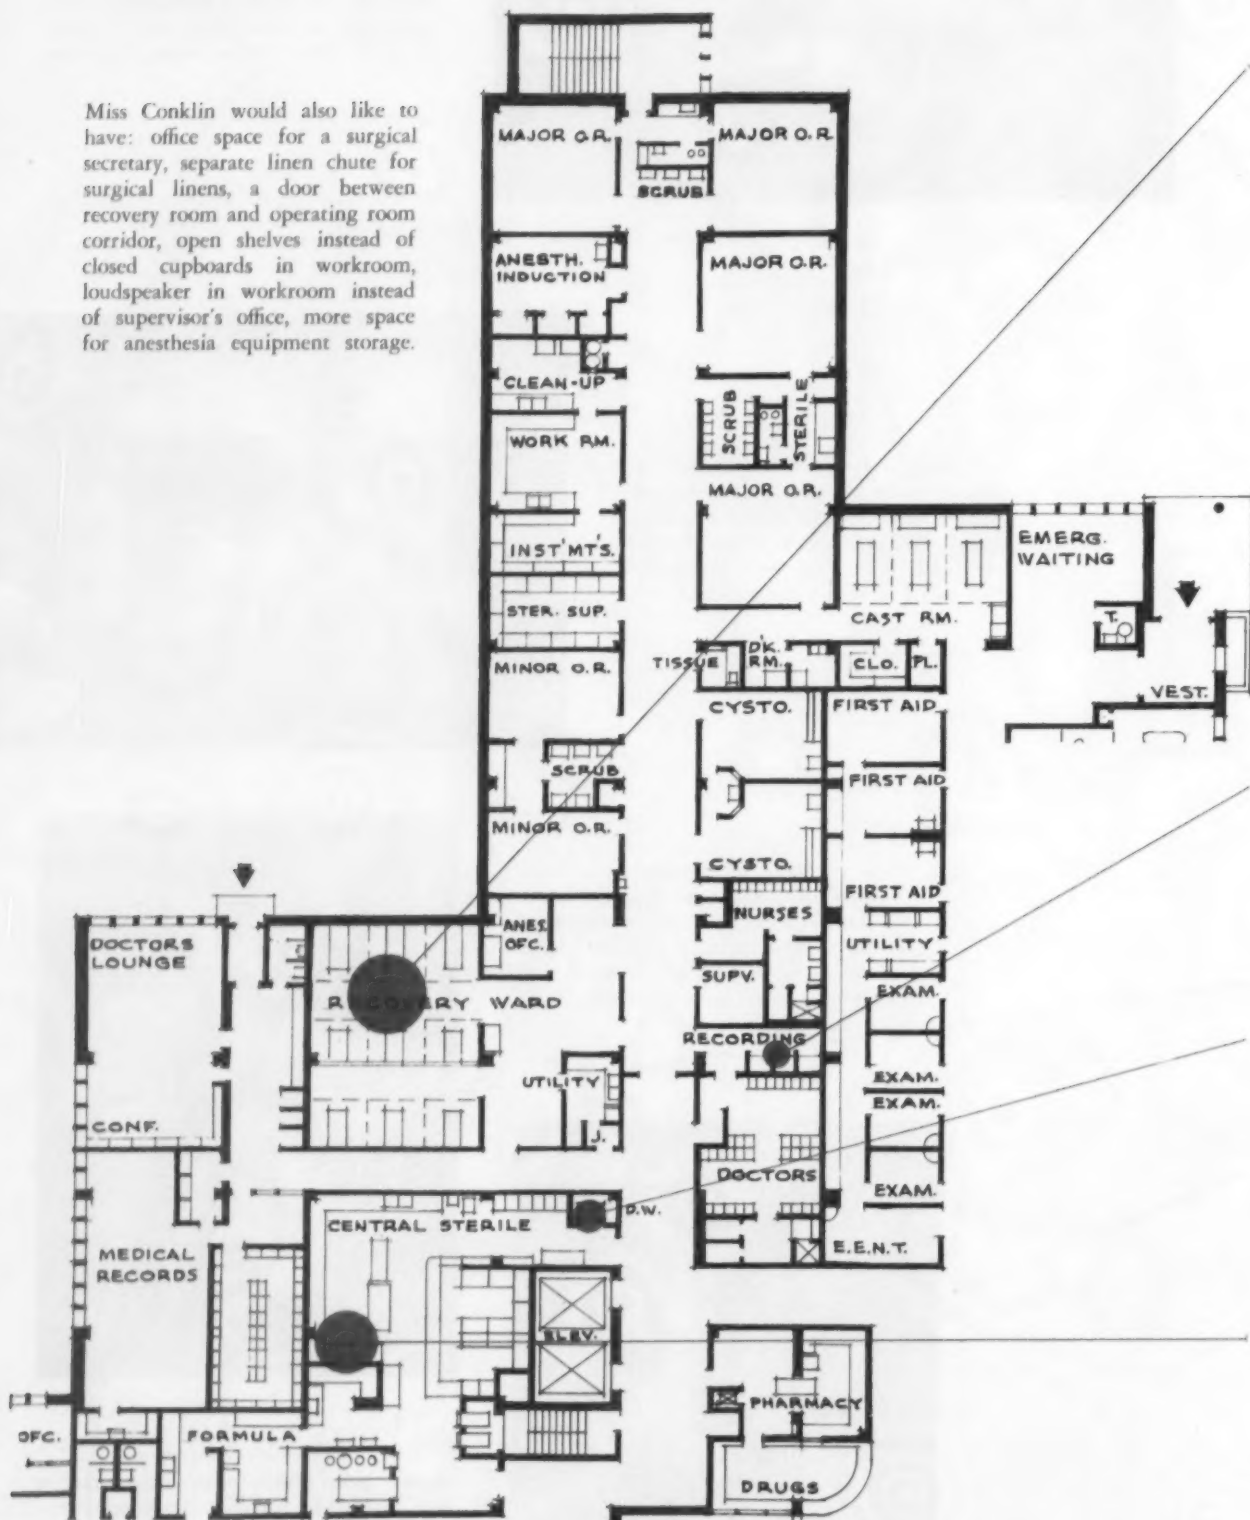 Miss Conklin would also like to
have: office space for a surgical
secretary, separate linen chute for
surgical linens, a door between
recovery room and operating room
corridor, open shelves instead of
closed cupboards in workroom,
loudspeaker in workroom instead
of supervisor's office, more space
for anesthesia equipment storage.
MAJOR O.R.
MAJOR O.R.
SCRUB
ANESTH.
INDUCTION
MAJOR O.R.
CLEAN-UP
SCRUB
STERILE
WORK RM.
MAJOR O.R.
INST'MT'S.
EMERG.
WAITING
STER. SUP.
CAST RM.
T.
TISSUE
D'K.
RM.
CLO.
PL.
MINOR O.R.
VEST.
CYSTO.
FIRST AID
SCRUB
FIRST AID
MINOR O.R.
CYSTO.
FIRST AID
NURSES
ANES.
OFC.
UTILITY
DOCTORS
LOUNGE
SUPV.
EXAM.
RECOVERY WARD
RECORDING
UTILITY
EXAM.
EXAM.
CONF.
J.
DOCTORS
EXAM.
D.W.
CENTRAL STERILE
E.E.N.T.
MEDICAL
RECORDS
ELEV.
PHARMACY
OFC.
FORMULA
DRUGS